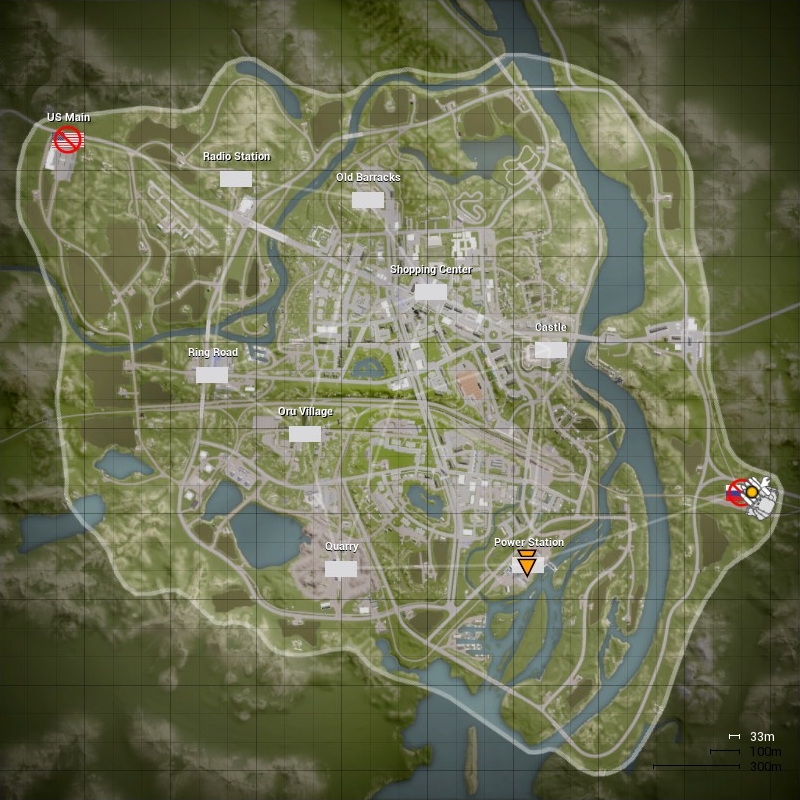 US Main
Radio Station
Old Barracks
Shopping Center
Castle
Ring Road
Oru Village
Power Station
Quarry
33m
100m
300m